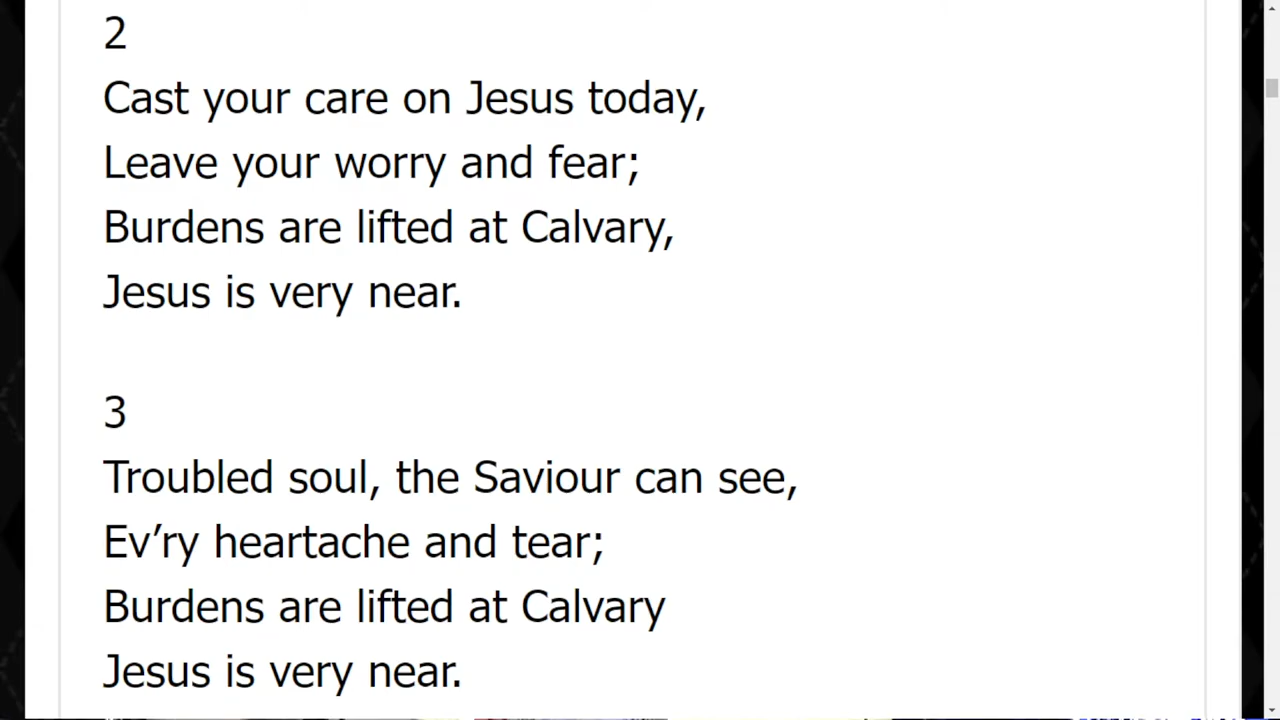 2
Cast your care on Jesus today,
Leave your worry and fear;
Burdens are lifted at Calvary,
Jesus is very near.
3
Troubled soul, the Saviour can see,
Ev’ry heartache and tear;
Burdens are lifted at Calvary
Jesus is very near.